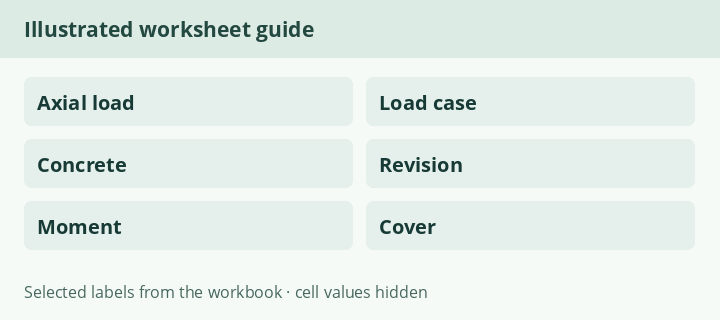 Illustrated worksheet guide
Axial load
Load case
Concrete
Revision
Moment
Cover
Selected labels from the workbook · cell values hidden